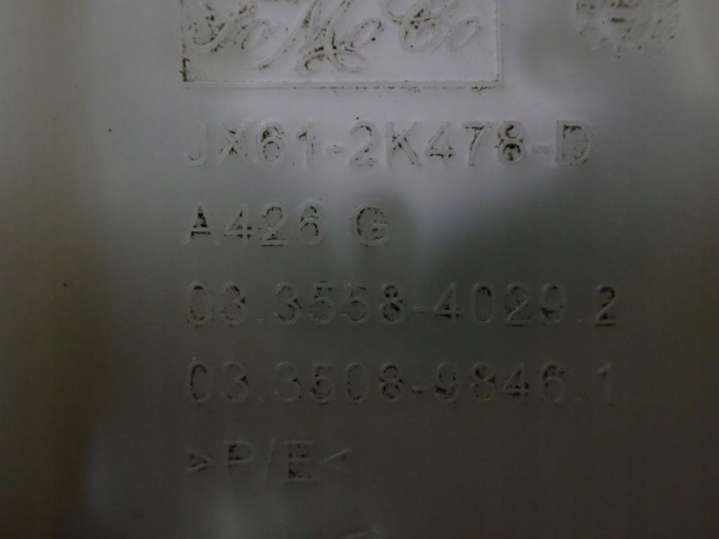 FoMoCo
JX61-2K478-D
A426 G
03.3558-4029.2
03.3508-9846.1
>P/E<